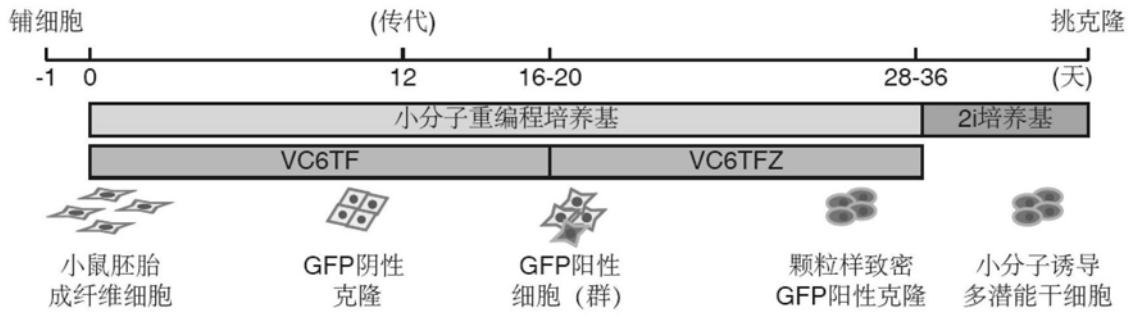 铺细胞 (传代) 挑克隆
-1 0 12 16-20 28-36 (天)
小分子重编程培养基 2i培养基
VC6TF VC6TFZ
小鼠胚胎 GFP阴性 GFP阳性 颗粒样致密 小分子诱导
成纤维细胞 克隆 细胞（群） GFP阳性克隆 多潜能干细胞